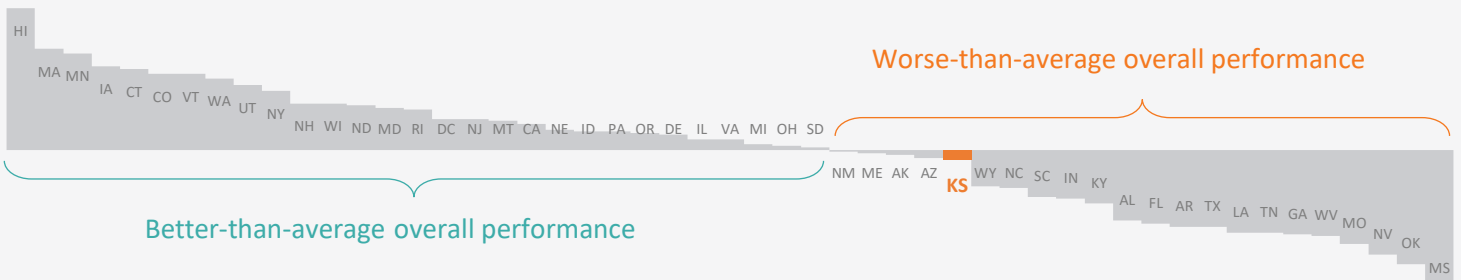 HI
MA MN IA CT CO VT WA UT NY NH WI ND MD RI DC NJ MT CA NE ID PA OR DE IL VA MI OH SD
Worse-than-average overall performance
NM ME AK AZ KS WY NC SC IN KY AL FL AR TX LA TN GA WV MO NV OK MS
Better-than-average overall performance